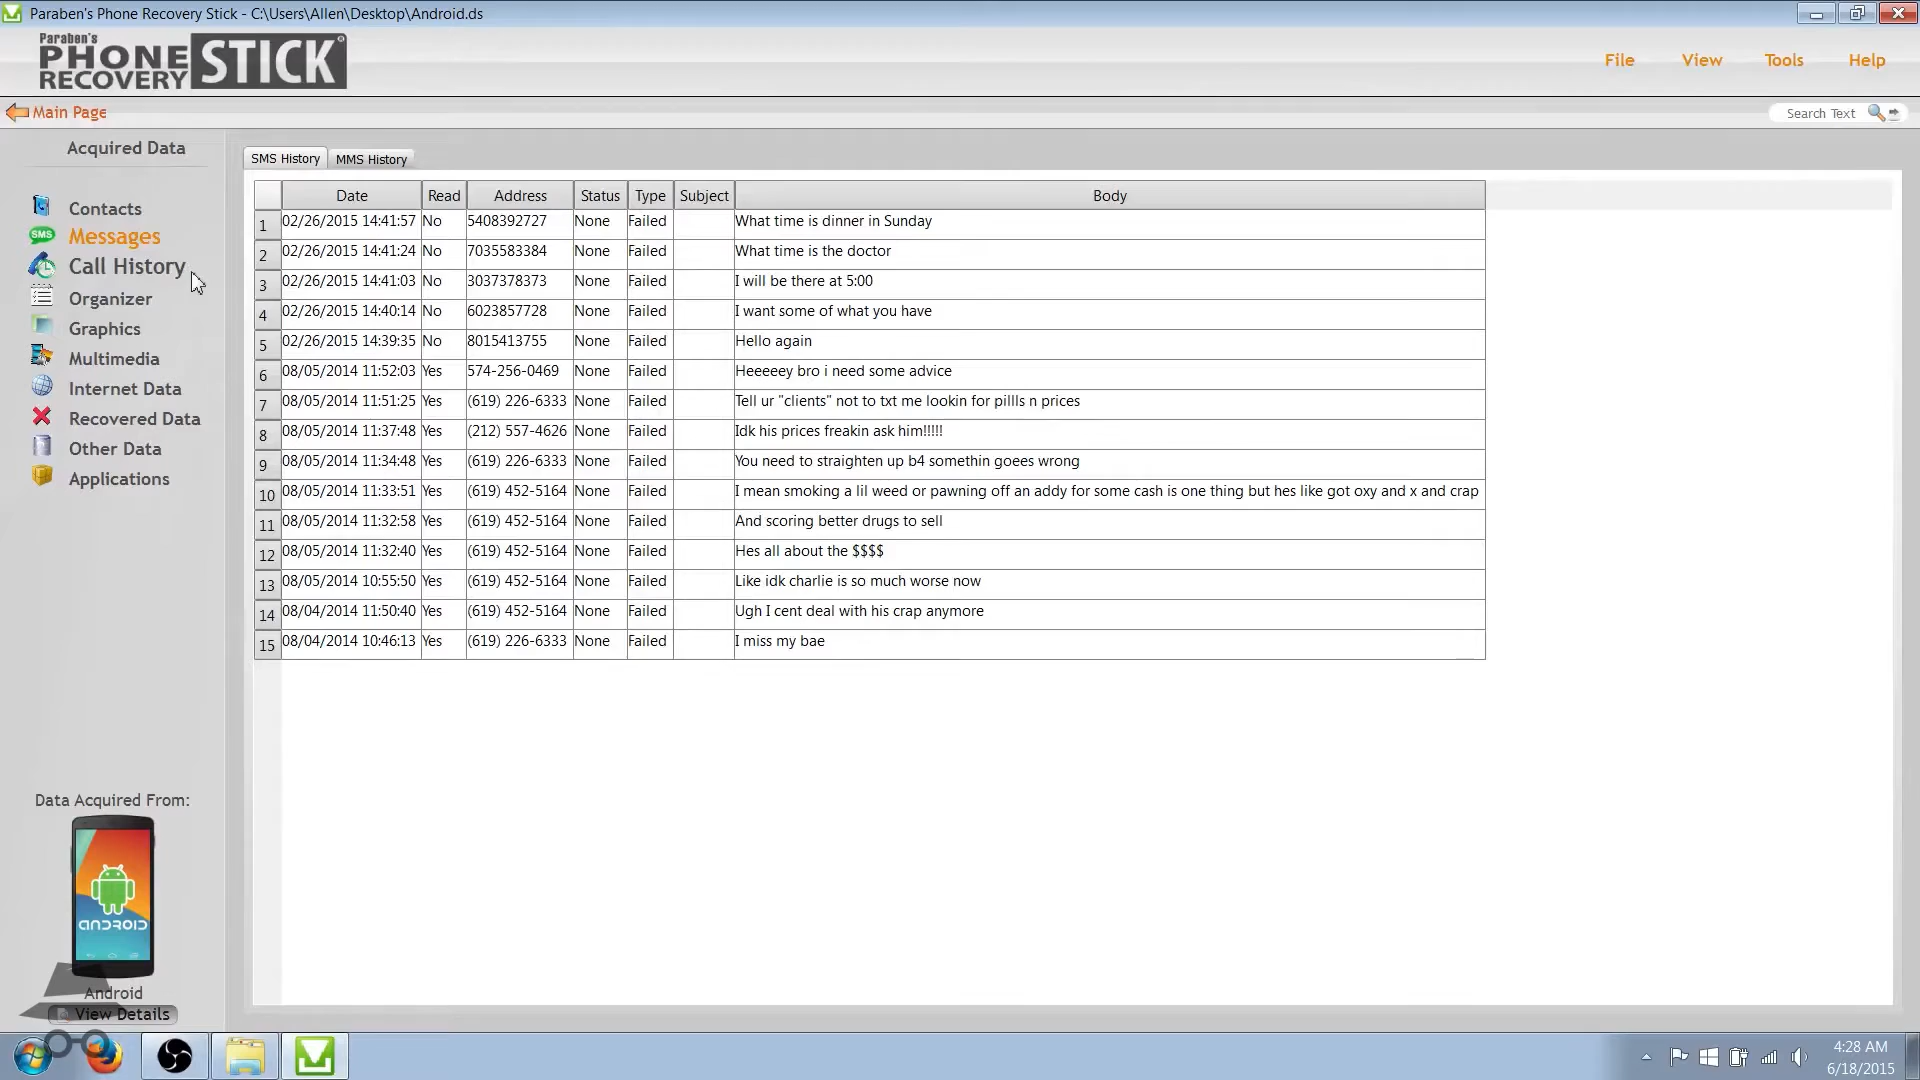 Paraben's Phone Recovery Stick - C:\Users\Allen\Desktop\Android.ds
Paraben's
PHONE RECOVERY STICK®
File View Tools Help
Main Page
Search Text
Acquired Data
Contacts
Messages
Call History
Organizer
Graphics
Multimedia
Internet Data
Recovered Data
Other Data
Applications
SMS
SMS History MMS History
Date Read Address Status Type Subject Body
1 02/26/2015 14:41:57 No 5408392727 None Failed What time is dinner in Sunday
2 02/26/2015 14:41:24 No 7035583384 None Failed What time is the doctor
3 02/26/2015 14:41:03 No 3037378373 None Failed I will be there at 5:00
4 02/26/2015 14:40:14 No 6023857728 None Failed I want some of what you have
5 02/26/2015 14:39:35 No 8015413755 None Failed Hello again
6 08/05/2014 11:52:03 Yes 574-256-0469 None Failed Heeeeey bro i need some advice
7 08/05/2014 11:51:25 Yes (619) 226-6333 None Failed Tell ur "clients" not to txt me lookin for pillls n prices
8 08/05/2014 11:37:48 Yes (212) 557-4626 None Failed Idk his prices freakin ask him!!!!!
9 08/05/2014 11:34:48 Yes (619) 226-6333 None Failed You need to straighten up b4 somethin goees wrong
10 08/05/2014 11:33:51 Yes (619) 452-5164 None Failed I mean smoking a lil weed or pawning off an addy for some cash is one thing but hes like got oxy and x and crap
11 08/05/2014 11:32:58 Yes (619) 452-5164 None Failed And scoring better drugs to sell
12 08/05/2014 11:32:40 Yes (619) 452-5164 None Failed Hes all about the $$$$
13 08/05/2014 10:55:50 Yes (619) 452-5164 None Failed Like idk charlie is so much worse now
14 08/04/2014 11:50:40 Yes (619) 452-5164 None Failed Ugh I cent deal with his crap anymore
15 08/04/2014 10:46:13 Yes (619) 226-6333 None Failed I miss my bae
Data Acquired From:
ANDROID
Android
View Details
4:28 AM
6/18/2015